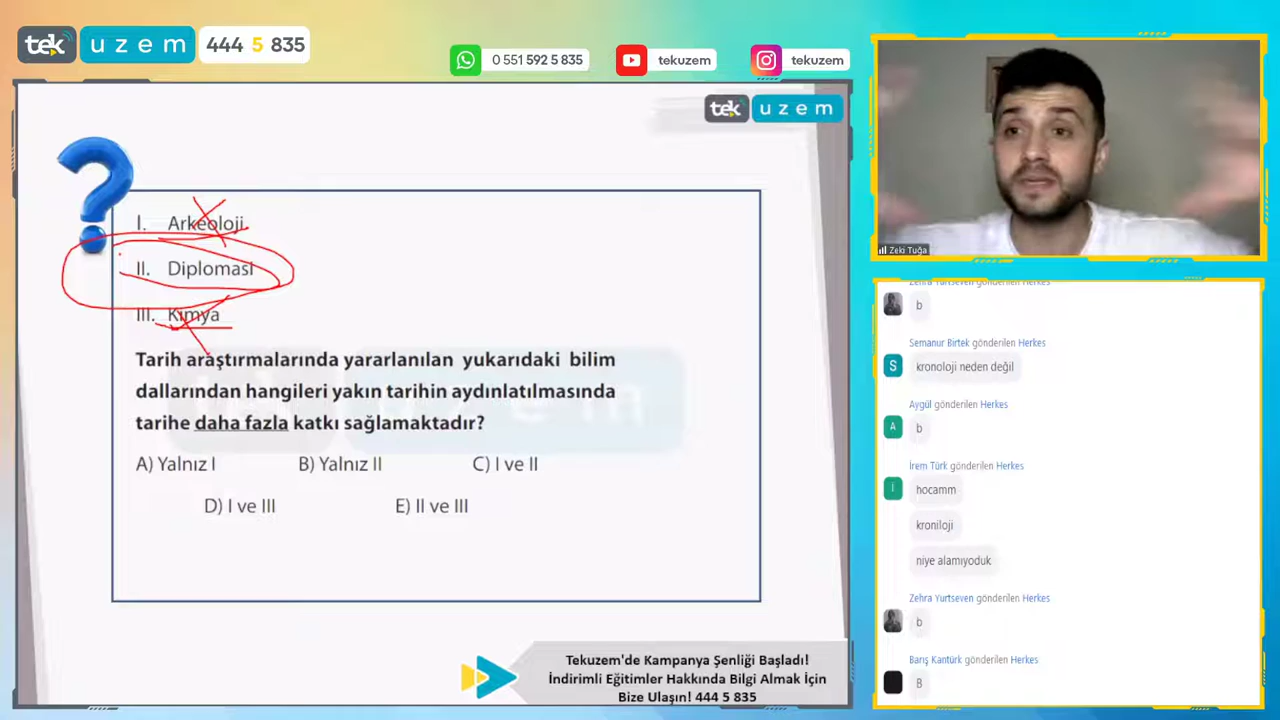 tek uzem 444 5 835
0 551 592 5 835 tekuzem tekuzem
tek uzem
I. Arkeoloji
II. Diplomasi
III. Kimya
Tarih araştırmalarında yararlanılan yukarıdaki bilim
dallarından hangileri yakın tarihin aydınlatılmasında
tarihe daha fazla katkı sağlamaktadır?
A) Yalnız I B) Yalnız II C) I ve II
D) I ve III E) II ve III
Tekuzem'de Kampanya Şenliği Başladı!
İndirimli Eğitimler Hakkında Bilgi Almak İçin
Bize Ulaşın! 444 5 835
Zeki Tuğa
Zehra Yurtseven gönderilen Herkes
b
Semanur Birtek gönderilen Herkes
S
kronoloji neden değil
Aygül gönderilen Herkes
A
b
İrem Türk gönderilen Herkes
İ
hocamm
kroniloji
niye alamıyoduk
Zehra Yurtseven gönderilen Herkes
b
Barış Kantürk gönderilen Herkes
B